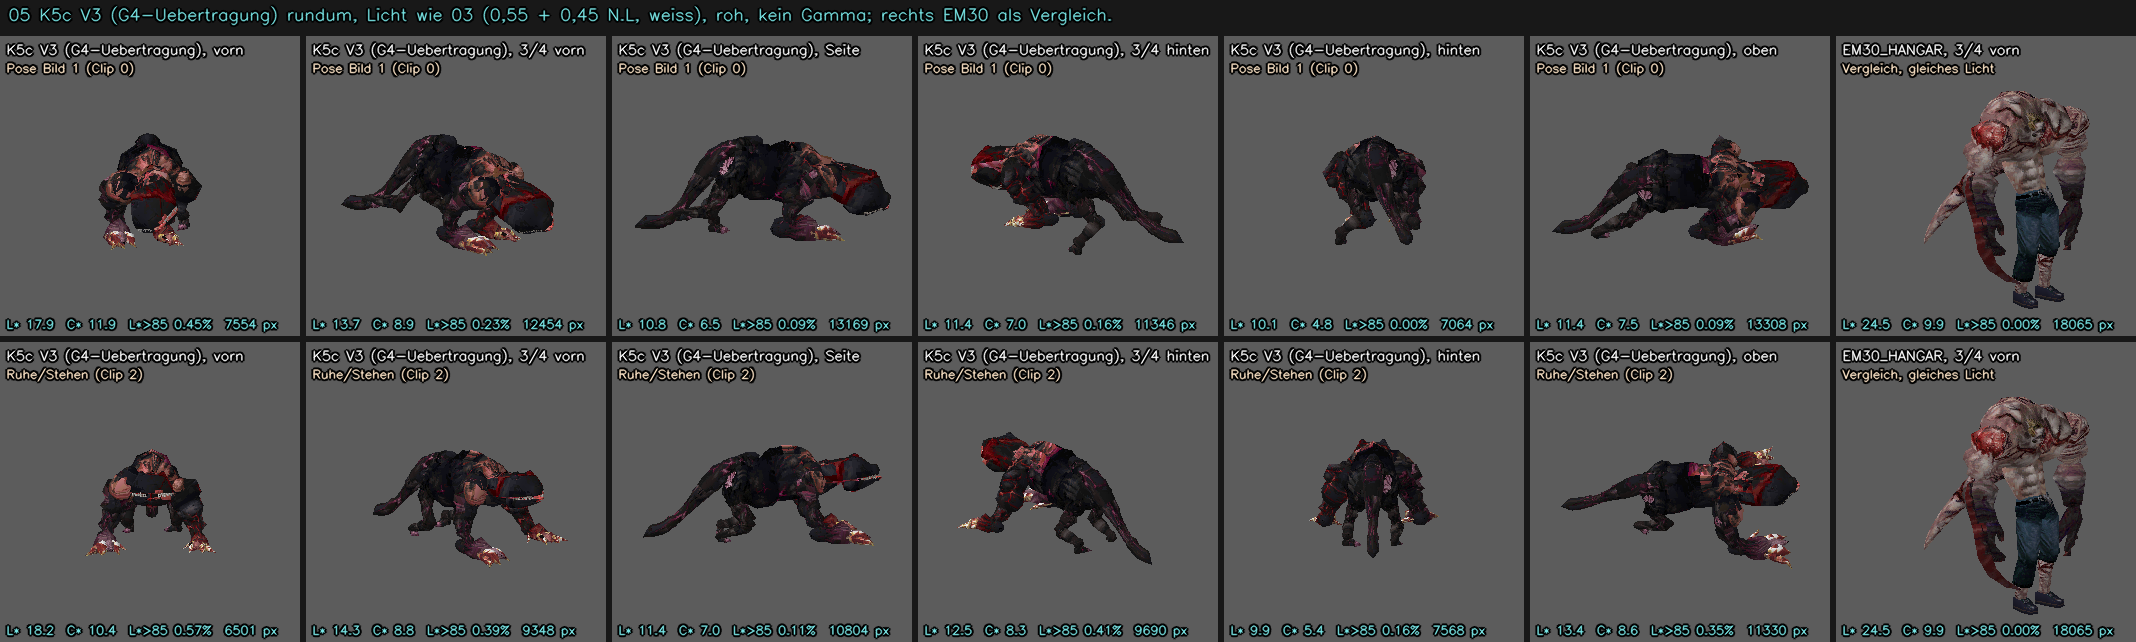 05 K5c V3 (G4-Uebertragung) rundum, Licht wie 03 (0,55 + 0,45 N.L, weiss), roh, kein Gamma; rechts EM30 als Vergleich.
K5c V3 (G4-Uebertragung), vorn
Pose Bild 1 (Clip 0)
L* 17.9 C* 11.9 L*>85 0.45% 7554 px
K5c V3 (G4-Uebertragung), 3/4 vorn
Pose Bild 1 (Clip 0)
L* 13.7 C* 8.9 L*>85 0.23% 12454 px
K5c V3 (G4-Uebertragung), Seite
Pose Bild 1 (Clip 0)
L* 10.8 C* 6.5 L*>85 0.09% 13169 px
K5c V3 (G4-Uebertragung), 3/4 hinten
Pose Bild 1 (Clip 0)
L* 11.4 C* 7.0 L*>85 0.16% 11346 px
K5c V3 (G4-Uebertragung), hinten
Pose Bild 1 (Clip 0)
L* 10.1 C* 4.8 L*>85 0.00% 7064 px
K5c V3 (G4-Uebertragung), oben
Pose Bild 1 (Clip 0)
L* 11.4 C* 7.5 L*>85 0.09% 13308 px
EM30_HANGAR, 3/4 vorn
Vergleich, gleiches Licht
L* 24.5 C* 9.9 L*>85 0.00% 18065 px
K5c V3 (G4-Uebertragung), vorn
Ruhe/Stehen (Clip 2)
L* 18.2 C* 10.4 L*>85 0.57% 6501 px
K5c V3 (G4-Uebertragung), 3/4 vorn
Ruhe/Stehen (Clip 2)
L* 14.3 C* 8.8 L*>85 0.39% 9348 px
K5c V3 (G4-Uebertragung), Seite
Ruhe/Stehen (Clip 2)
L* 11.4 C* 7.0 L*>85 0.11% 10804 px
K5c V3 (G4-Uebertragung), 3/4 hinten
Ruhe/Stehen (Clip 2)
L* 12.5 C* 8.3 L*>85 0.41% 9690 px
K5c V3 (G4-Uebertragung), hinten
Ruhe/Stehen (Clip 2)
L* 9.9 C* 5.4 L*>85 0.16% 7568 px
K5c V3 (G4-Uebertragung), oben
Ruhe/Stehen (Clip 2)
L* 13.4 C* 8.6 L*>85 0.35% 11330 px
EM30_HANGAR, 3/4 vorn
Vergleich, gleiches Licht
L* 24.5 C* 9.9 L*>85 0.00% 18065 px